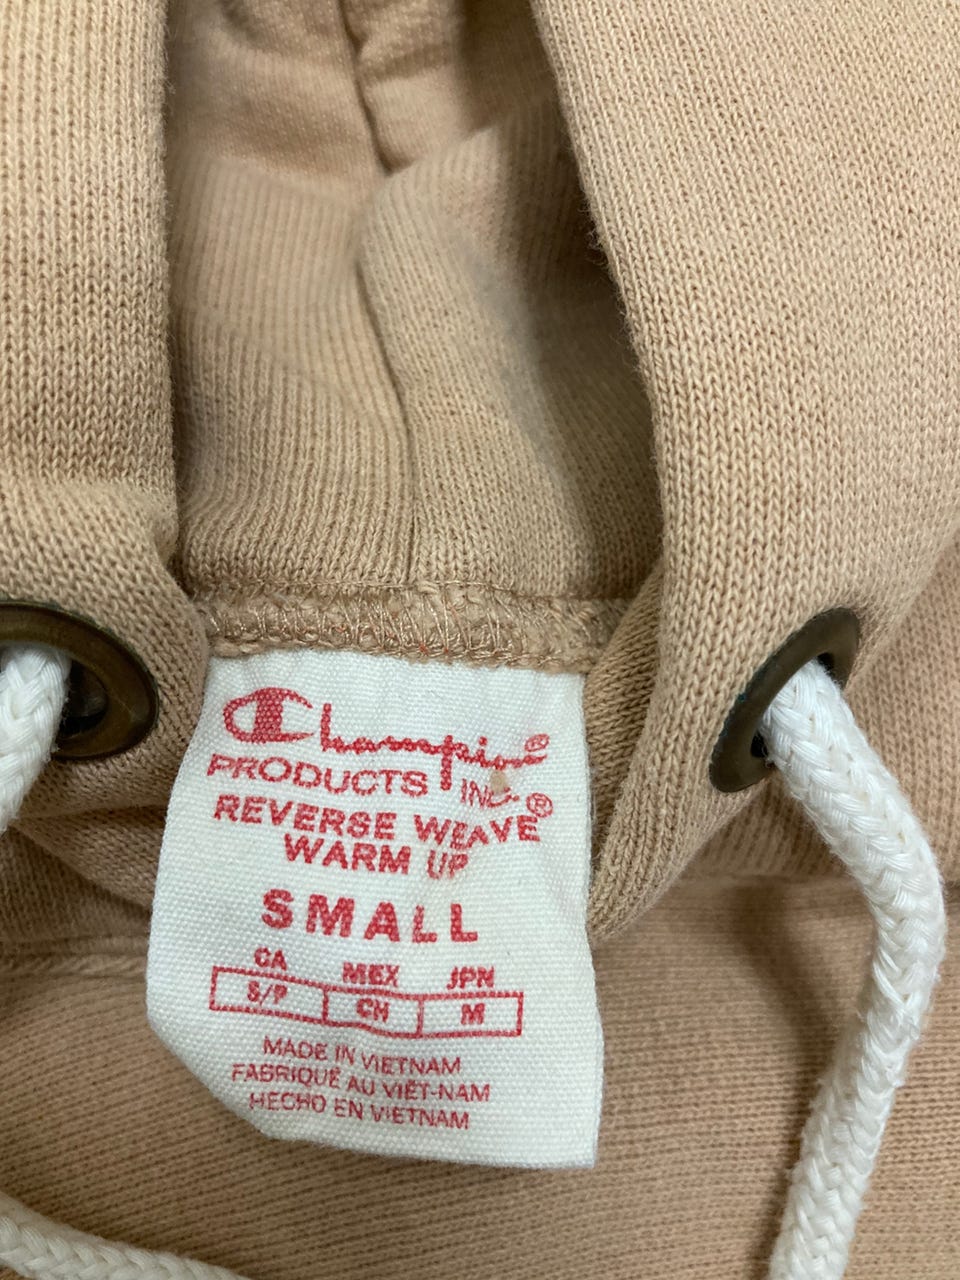 Champion®
PRODUCTS INC.
REVERSE WEAVE®
WARM UP
SMALL
CA MEX JPN
S/P CH M
MADE IN VIETNAM
FABRIQUÉ AU VIÊT-NAM
HECHO EN VIETNAM